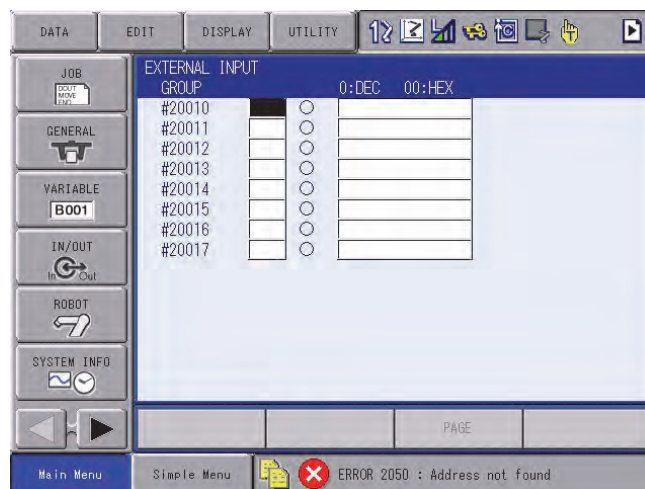 DATA EDIT DISPLAY UTILITY
JOB
DOUT
MOVE
END
GENERAL
VARIABLE
B001
IN/OUT
In Out
ROBOT
SYSTEM INFO
EXTERNAL INPUT
GROUP 0:DEC 00:HEX
#20010
#20011
#20012
#20013
#20014
#20015
#20016
#20017
PAGE
Main Menu Simple Menu ERROR 2050 : Address not found